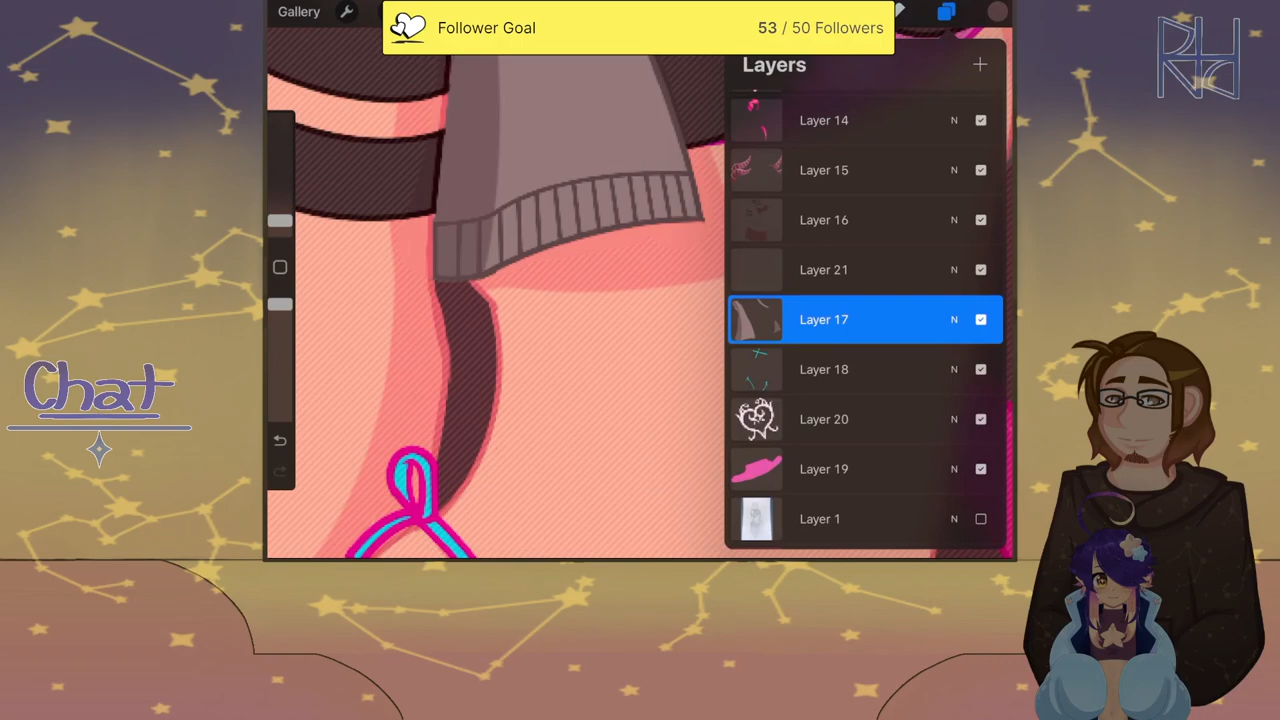 Gallery
Follower Goal
53 / 50 Followers
Layers
Layer 14 N
Layer 15 N
Layer 16 N
Layer 21 N
Layer 17 N
Layer 18 N
Layer 20 N
Layer 19 N
Layer 1 N
Chat